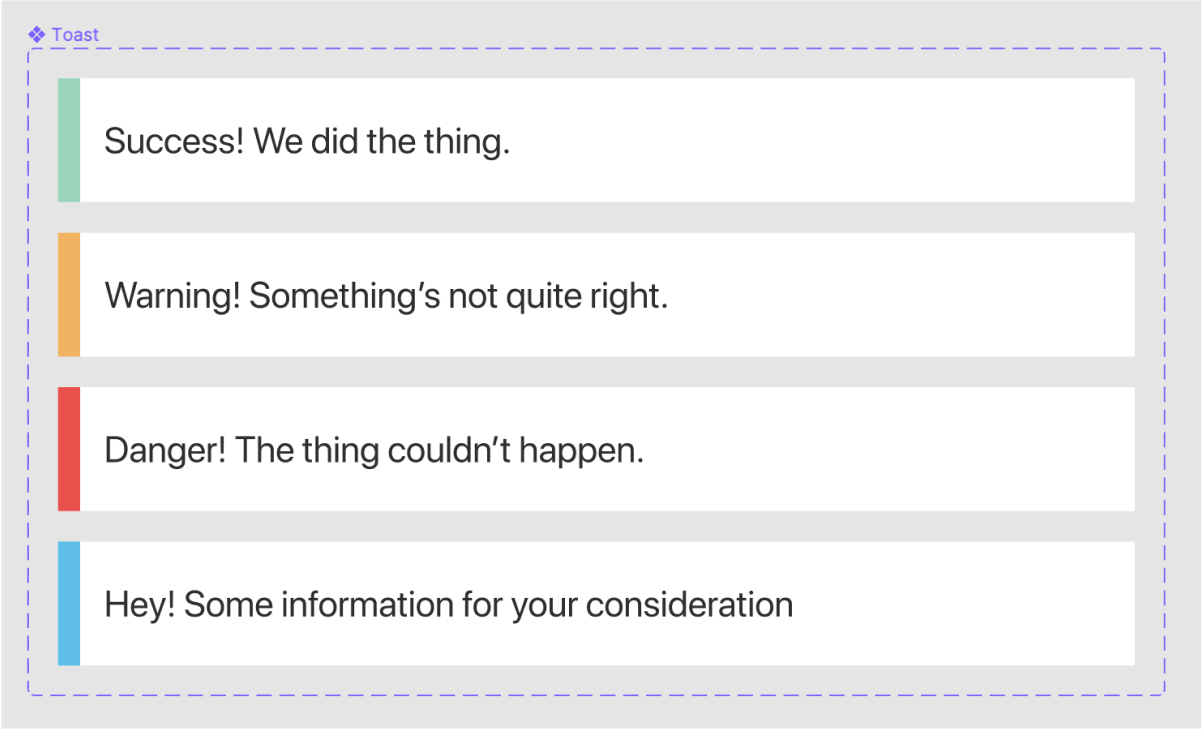 Toast
Success! We did the thing.
Warning! Something’s not quite right.
Danger! The thing couldn’t happen.
Hey! Some information for your consideration